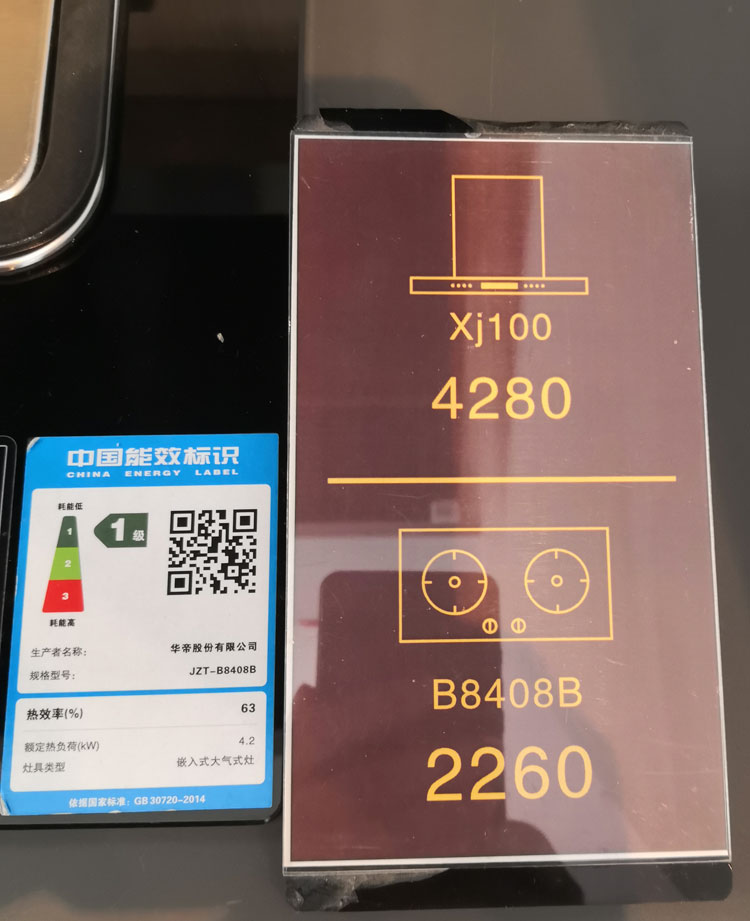 中国能效标识
CHINA ENERGY LABEL
耗能低
1
2
3
耗能高
1级
生产者名称： 华帝股份有限公司
规格型号： JZT-B8408B
热效率(%) 63
额定热负荷(kW) 4.2
灶具类型 嵌入式大气式灶
依据国家标准：GB 30720-2014
Xj100
4280
B8408B
2260